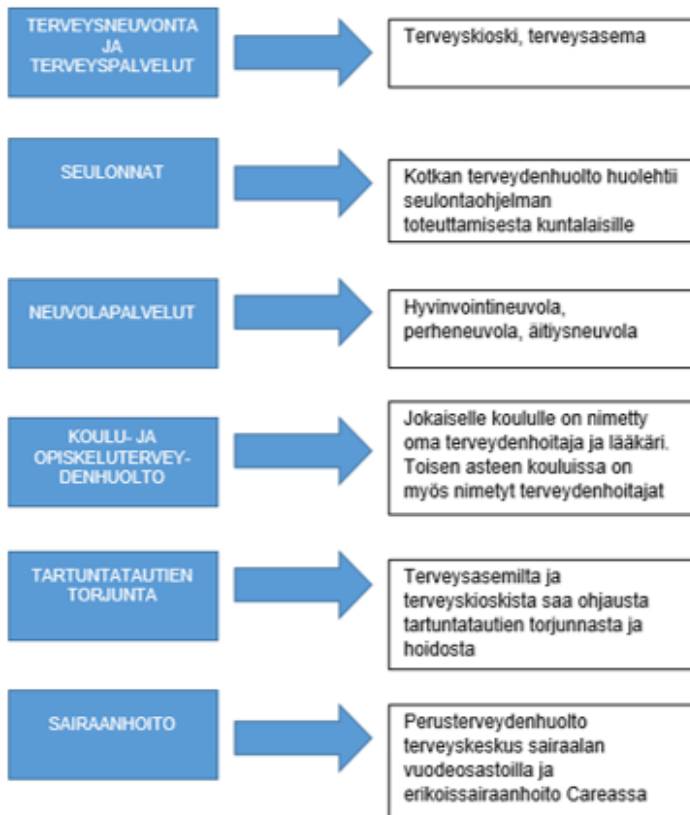 TERVEYSNEUVONTA
JA
TERVEYSPALVELUT
Terveyskioski, terveysasema
SEULONNAT
Kotkan terveydenhuolto huolehtii
seulontaohjelman
toteuttamisesta kuntalaisille
NEUVOLAPALVELUT
Hyvinvointineuvola,
perheneuvola, äitiysneuvola
KOULU- JA
OPISKELUTERVEY-
DENHUOLTO
Jokaiselle koululle on nimetty
oma terveydenhoitaja ja lääkäri.
Toisen asteen kouluissa on
myös nimetyt terveydenhoitajat
TARTUNTATAUTIEN
TORJUNTA
Terveysasemilta ja
terveyskioskista saa ohjausta
tartuntatautien torjunnasta ja
hoidosta
SAIRAANHOITO
Perusterveydenhuolto
terveyskeskus sairaalan
vuodeosastoilla ja
erikoissairaanhoito Careassa